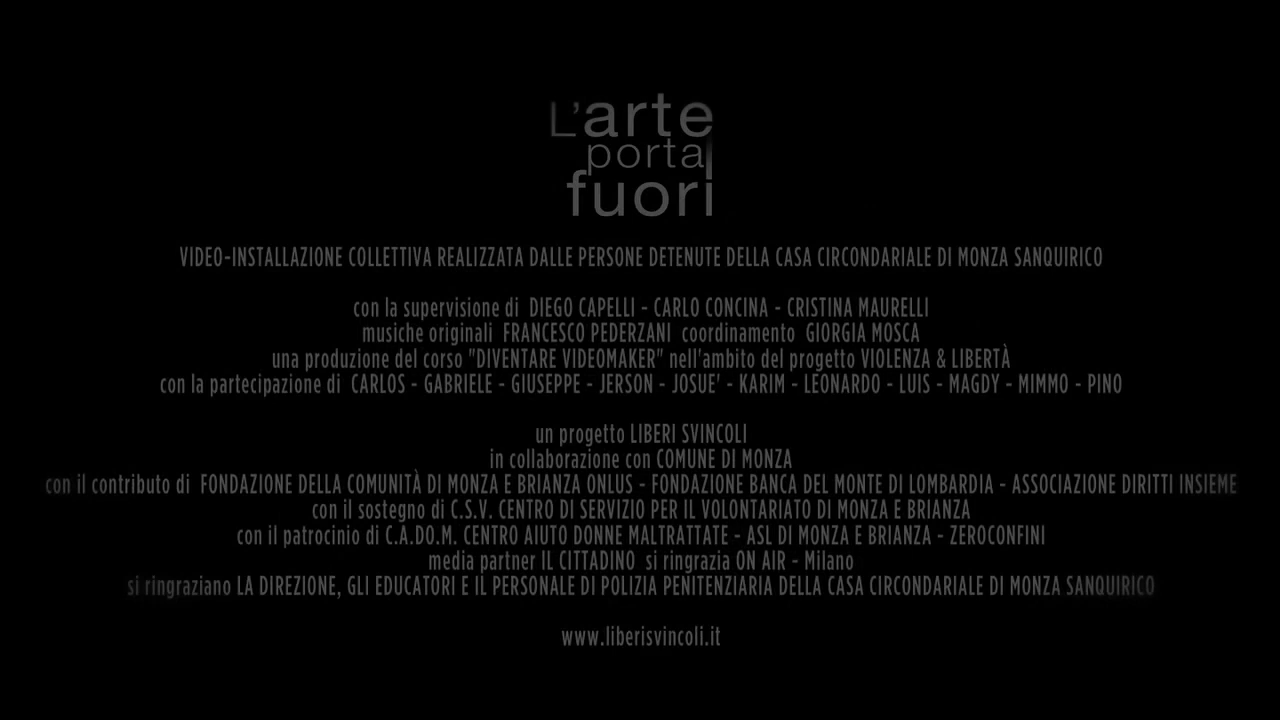 L'arte
porta
fuori
VIDEO-INSTALLAZIONE COLLETTIVA REALIZZATA DALLE PERSONE DETENUTE DELLA CASA CIRCONDARIALE DI MONZA SANQUIRICO
con la supervisione di DIEGO CAPELLI - CARLO CONCINA - CRISTINA MAURELLI
musiche originali FRANCESCO PEDERZANI coordinamento GIORGIA MOSCA
una produzione del corso "DIVENTARE VIDEOMAKER" nell'ambito del progetto VIOLENZA & LIBERTÀ
con la partecipazione di CARLOS - GABRIELE - GIUSEPPE - JERSON - JOSUE' - KARIM - LEONARDO - LUIS - MAGDY - MIMMO - PINO
un progetto LIBERI SVINCOLI
in collaborazione con COMUNE DI MONZA
con il contributo di FONDAZIONE DELLA COMUNITÀ DI MONZA E BRIANZA ONLUS - FONDAZIONE BANCA DEL MONTE DI LOMBARDIA - ASSOCIAZIONE DIRITTI INSIEME
con il sostegno di C.S.V. CENTRO DI SERVIZIO PER IL VOLONTARIATO DI MONZA E BRIANZA
con il patrocinio di C.A.DO.M. CENTRO AIUTO DONNE MALTRATTATE - ASL DI MONZA E BRIANZA - ZEROCONFINI
media partner IL CITTADINO si ringrazia ON AIR - Milano
si ringraziano LA DIREZIONE, GLI EDUCATORI E IL PERSONALE DI POLIZIA PENITENZIARIA DELLA CASA CIRCONDARIALE DI MONZA SANQUIRICO
www.liberisvincoli.it